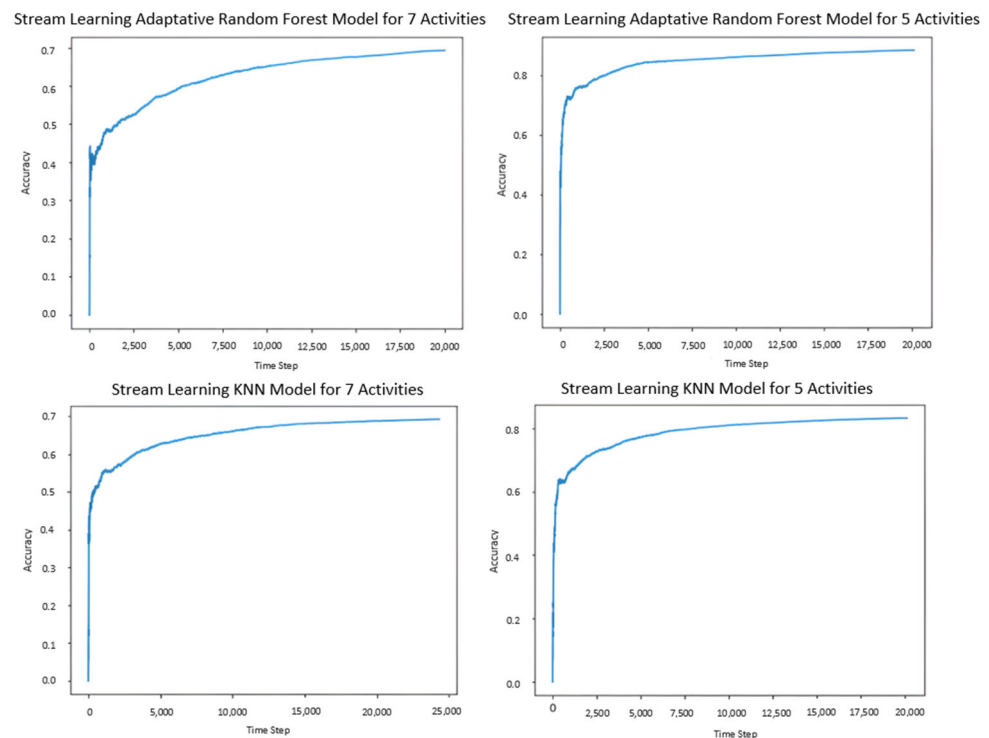 Stream Learning Adaptative Random Forest Model for 7 Activities
0.7
0.6
0.5
0.4
0.3
0.2
0.1
0.0
Accuracy
0 2,500 5,000 7,500 10,000 12,500 15,000 17,500 20,000
Time Step
Stream Learning Adaptative Random Forest Model for 5 Activities
0.8
0.6
0.4
0.2
0.0
Accuracy
0 2,500 5,000 7,500 10,000 12,500 15,000 17,500 20,000
Time Step
Stream Learning KNN Model for 7 Activities
0.7
0.6
0.5
0.4
0.3
0.2
0.1
0.0
Accuracy
0 5,000 10,000 15,000 20,000 25,000
Time Step
Stream Learning KNN Model for 5 Activities
0.8
0.6
0.4
0.2
0.0
Accuracy
0 2,500 5,000 7,500 10,000 12,500 15,000 17,500 20,000
Time Step